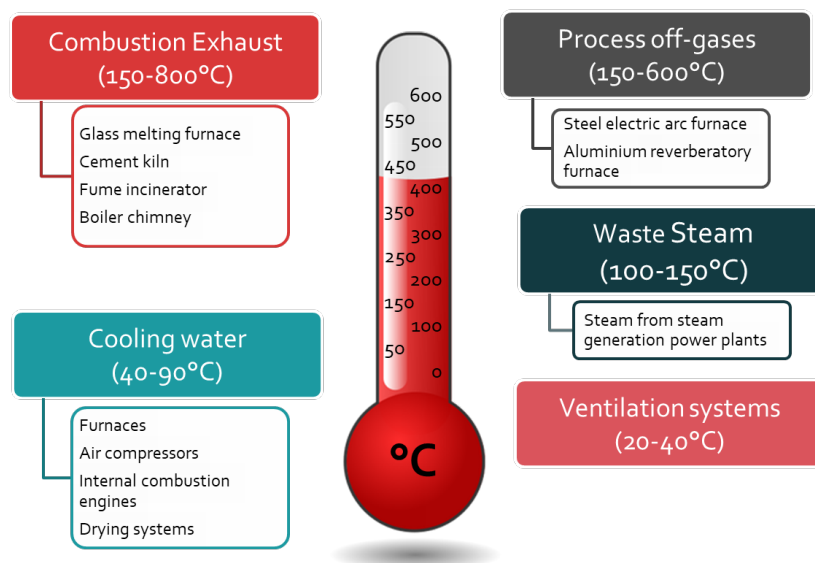 Combustion Exhaust
(150-800°C)
Glass melting furnace
Cement kiln
Fume incinerator
Boiler chimney
Cooling water
(40-90°C)
Furnaces
Air compressors
Internal combustion
engines
Drying systems
600
550
500
450
400
350
300
250
200
150
100
50
0
°C
Process off-gases
(150-600°C)
Steel electric arc furnace
Aluminium reverberatory
furnace
Waste Steam
(100-150°C)
Steam from steam
generation power plants
Ventilation systems
(20-40°C)